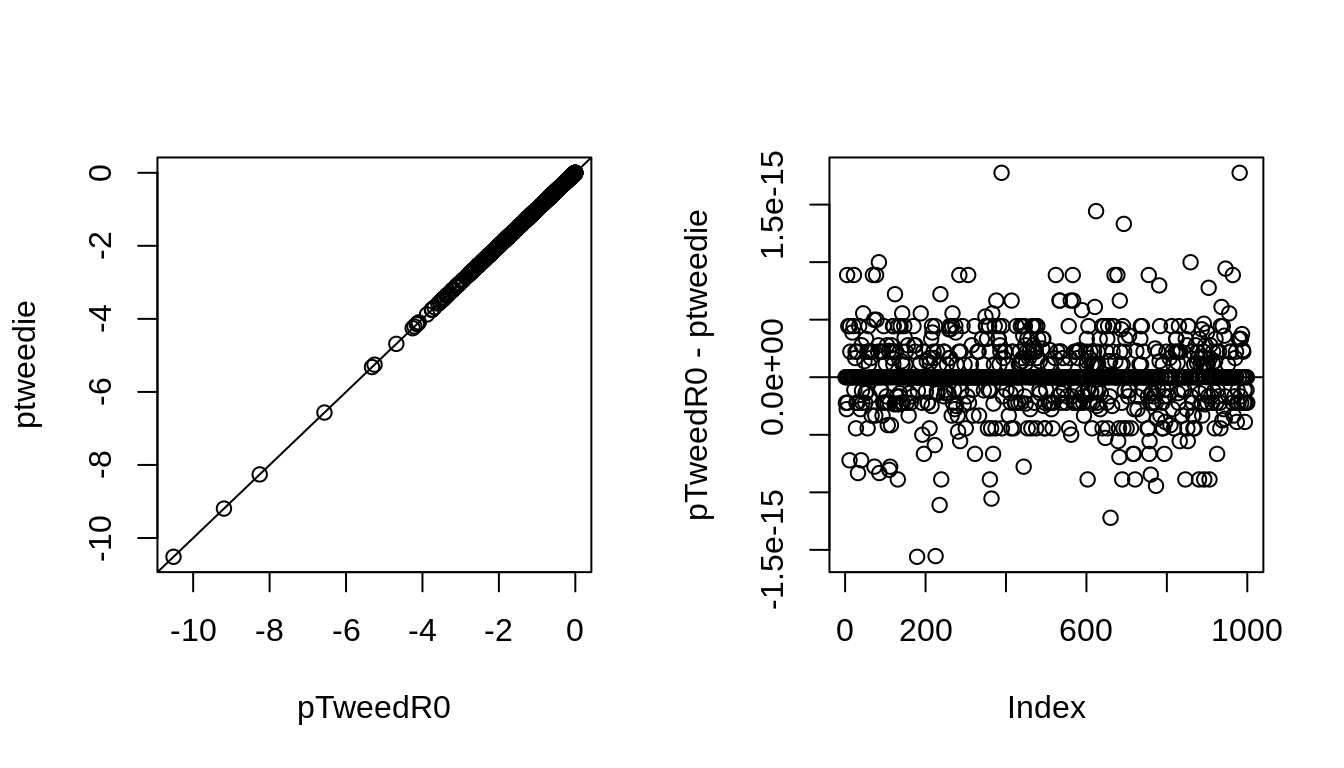 ptweedie
0
-2
-4
-6
-8
-10
-10 -8 -6 -4 -2 0
pTweedR0
pTweedR0 - ptweedie
1.5e-15
0.0e+00
-1.5e-15
0 200 600 1000
Index